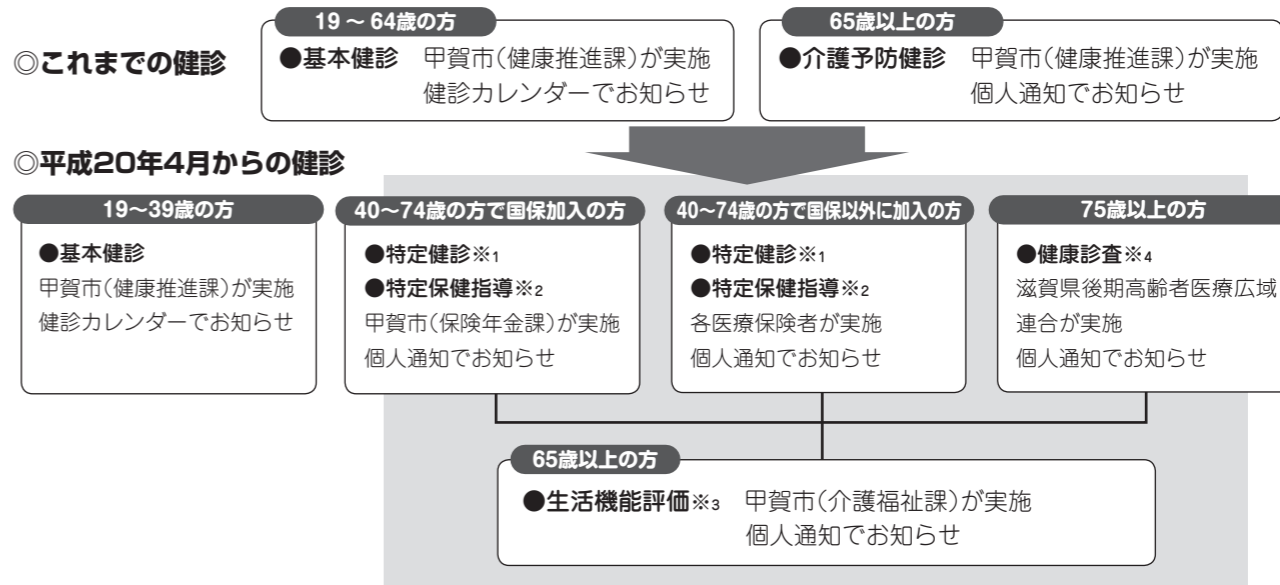 ◎これまでの健診
19～64歳の方
●基本健診 甲賀市(健康推進課)が実施
健診カレンダーでお知らせ
65歳以上の方
●介護予防健診 甲賀市(健康推進課)が実施
個人通知でお知らせ
◎平成20年4月からの健診
19～39歳の方
●基本健診
甲賀市(健康推進課)が実施
健診カレンダーでお知らせ
40～74歳の方で国保加入の方
●特定健診※1
●特定保健指導※2
甲賀市(保険年金課)が実施
個人通知でお知らせ
40～74歳の方で国保以外に加入の方
●特定健診※1
●特定保健指導※2
各医療保険者が実施
個人通知でお知らせ
75歳以上の方
●健康診査※4
滋賀県後期高齢者医療広域
連合が実施
個人通知でお知らせ
65歳以上の方
●生活機能評価※3 甲賀市(介護福祉課)が実施
個人通知でお知らせ